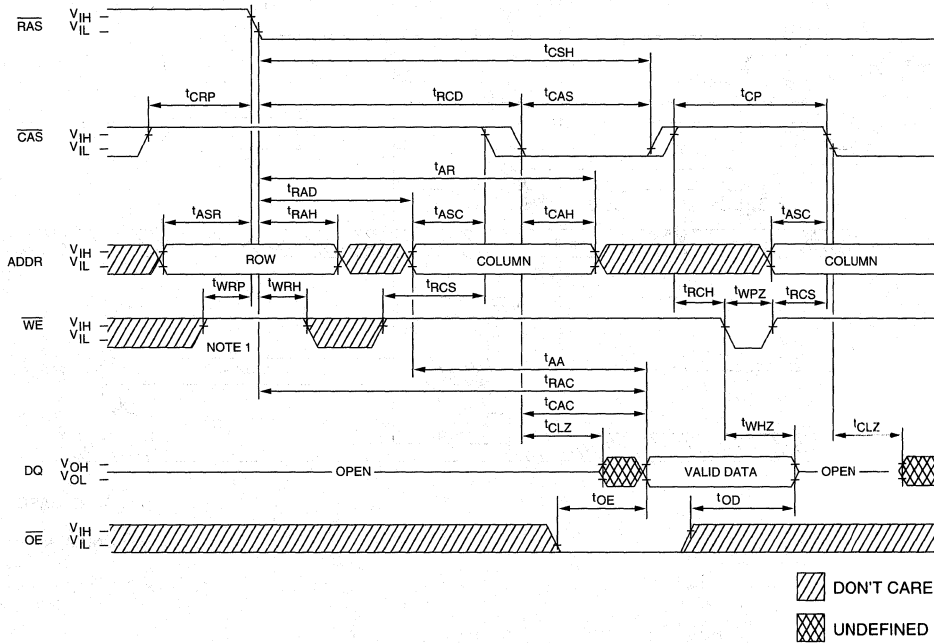 RAS VIH
VIL
tCSH
tCRP tRCD tCAS tCP
CAS VIH
VIL
tAR
tRAD
tASR tRAH tASC tCAH tASC
ADDR VIH
VIL
ROW COLUMN COLUMN
tWRP tWRH tRCS tRCH tWPZ tRCS
WE VIH
VIL
NOTE 1
tAA
tRAC
tCAC
tCLZ tWHZ tCLZ
DQ VOH
VOL
OPEN VALID DATA OPEN
tOE tOD
OE VIH
VIL
DON'T CARE
UNDEFINED